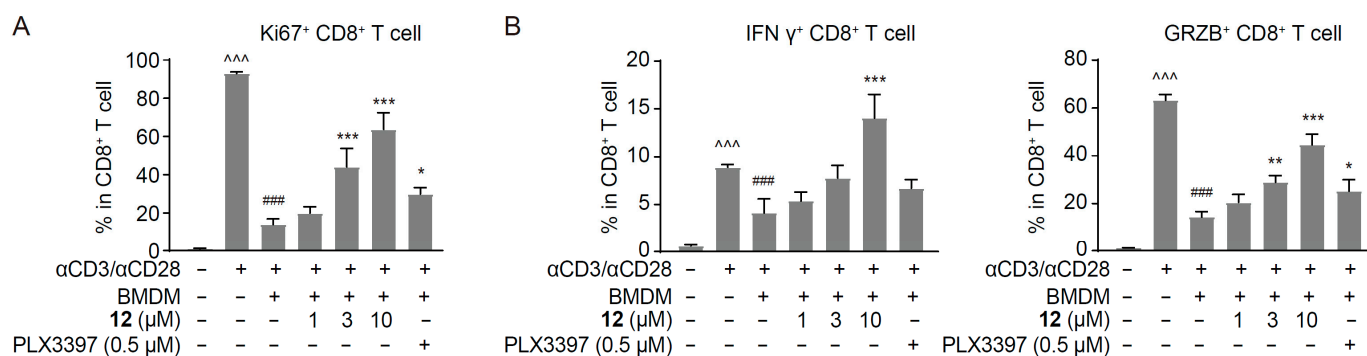 A
Ki67⁺ CD8⁺ T cell
% in CD8⁺ T cell
100
80
60
40
20
0
^^^
###
***
***
*
αCD3/αCD28 – + + + + + +
BMDM – – + + + + +
12 (µM) – – – 1 3 10 –
PLX3397 (0.5 µM) – – – – – – +
B
IFN γ⁺ CD8⁺ T cell
% in CD8⁺ T cell
20
15
10
5
0
^^^
###
***
αCD3/αCD28 – + + + + + +
BMDM – – + + + + +
12 (µM) – – – 1 3 10 –
PLX3397 (0.5 µM) – – – – – – +
GRZB⁺ CD8⁺ T cell
% in CD8⁺ T cell
80
60
40
20
0
^^^
###
**
***
*
αCD3/αCD28 – + + + + + +
BMDM – – + + + + +
12 (µM) – – – 1 3 10 –
PLX3397 (0.5 µM) – – – – – – +